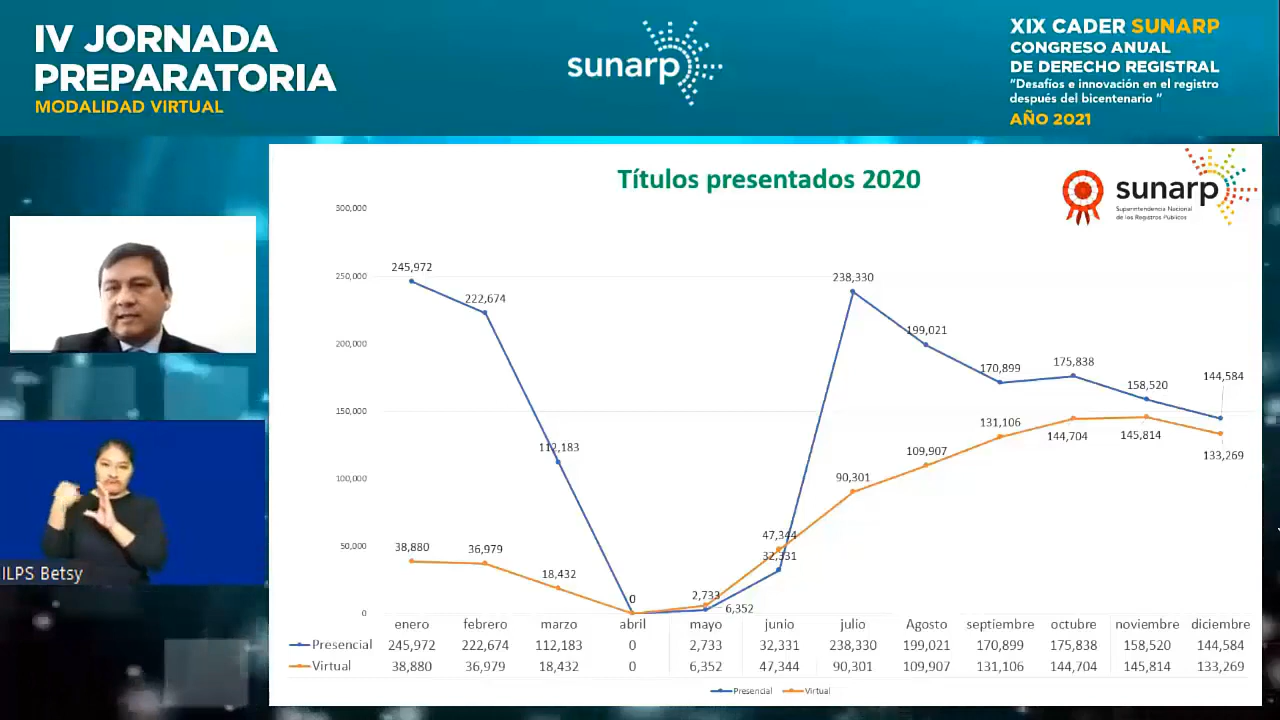 IV JORNADA
PREPARATORIA
MODALIDAD VIRTUAL
sunarp
XIX CADER SUNARP
CONGRESO ANUAL
DE DERECHO REGISTRAL
"Desafíos e innovación en el registro
después del bicentenario "
AÑO 2021
Títulos presentados 2020
sunarp
Superintendencia Nacional
de los Registros Públicos
300,000
250,000
200,000
150,000
100,000
50,000
0
245,972
222,674
112,183
0
2,733
32,331
238,330
199,021
170,899
175,838
158,520
144,584
38,880
36,979
18,432
6,352
47,344
90,301
109,907
131,106
144,704
145,814
133,269
enero febrero marzo abril mayo junio julio Agosto septiembre octubre noviembre diciembre
Presencial 245,972 222,674 112,183 0 2,733 32,331 238,330 199,021 170,899 175,838 158,520 144,584
Virtual 38,880 36,979 18,432 0 6,352 47,344 90,301 109,907 131,106 144,704 145,814 133,269
Presencial Virtual
ILPS Betsy